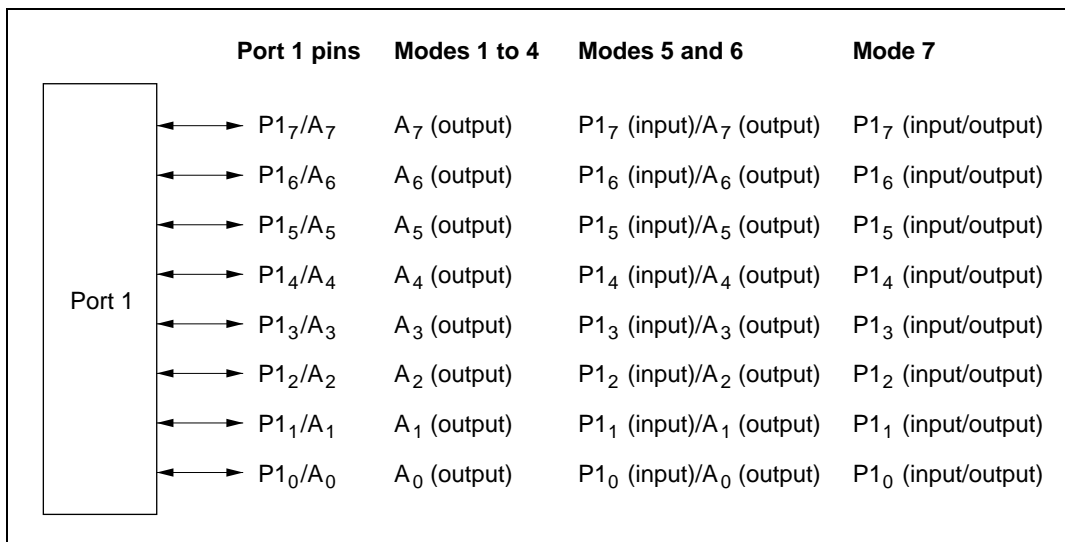 Port 1 pins Modes 1 to 4 Modes 5 and 6 Mode 7
P1₇/A₇ A₇ (output) P1₇ (input)/A₇ (output) P1₇ (input/output)
P1₆/A₆ A₆ (output) P1₆ (input)/A₆ (output) P1₆ (input/output)
P1₅/A₅ A₅ (output) P1₅ (input)/A₅ (output) P1₅ (input/output)
P1₄/A₄ A₄ (output) P1₄ (input)/A₄ (output) P1₄ (input/output)
Port 1
P1₃/A₃ A₃ (output) P1₃ (input)/A₃ (output) P1₃ (input/output)
P1₂/A₂ A₂ (output) P1₂ (input)/A₂ (output) P1₂ (input/output)
P1₁/A₁ A₁ (output) P1₁ (input)/A₁ (output) P1₁ (input/output)
P1₀/A₀ A₀ (output) P1₀ (input)/A₀ (output) P1₀ (input/output)